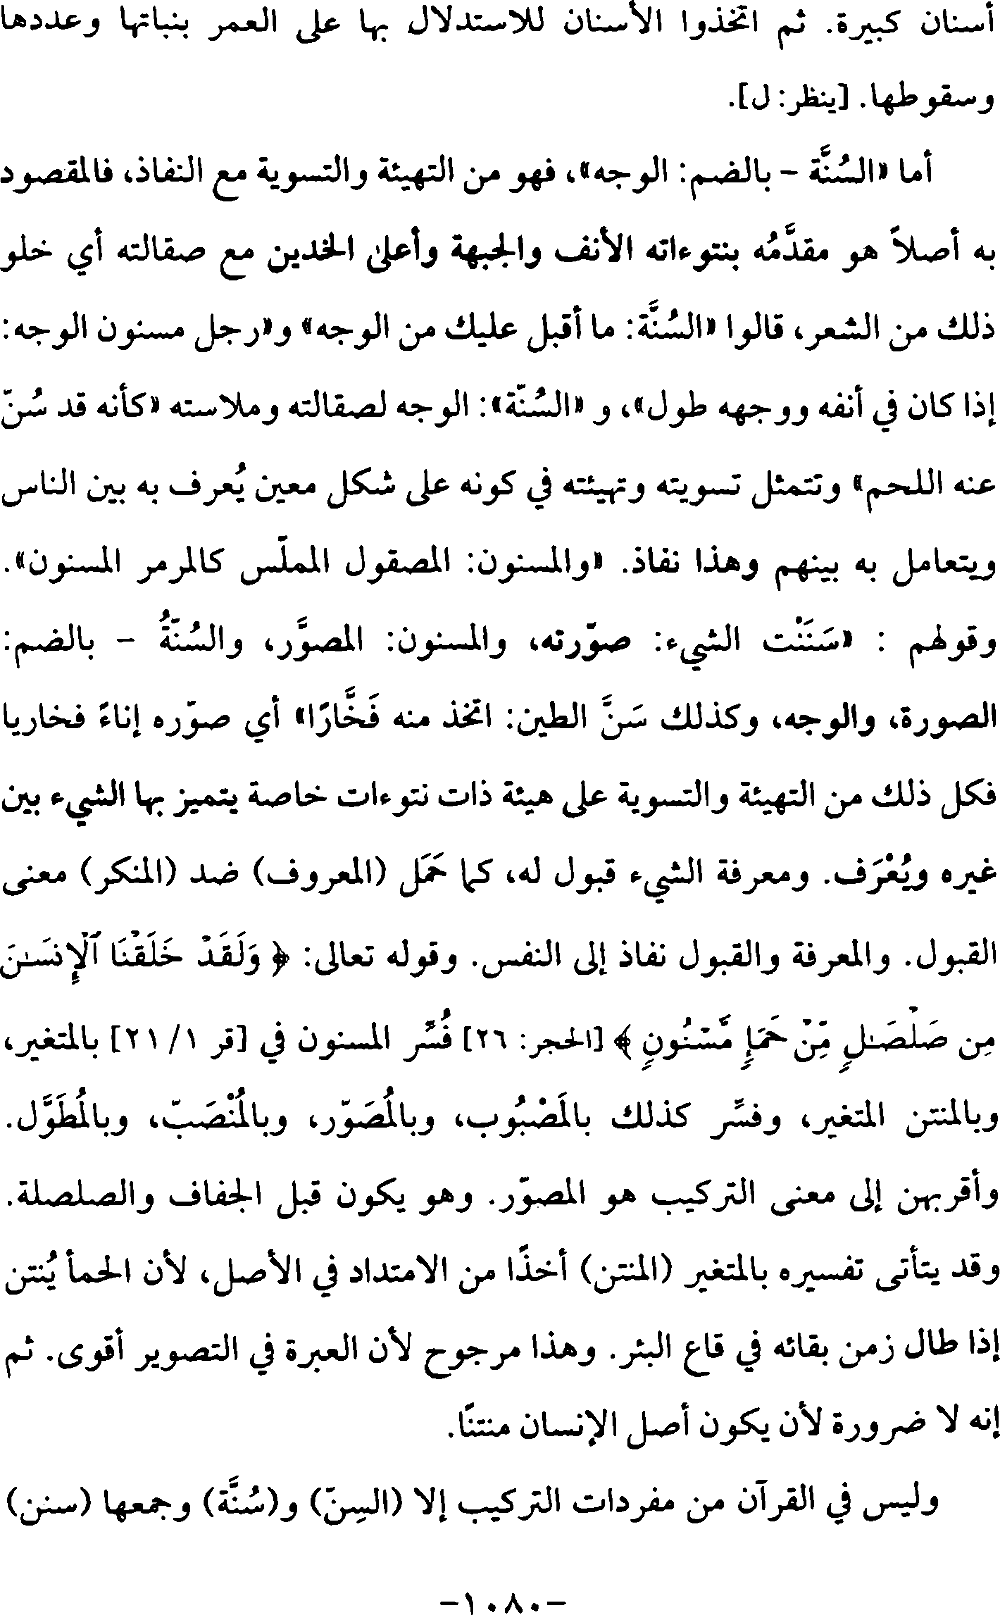 أسنان كبيرة. ثم اتخذوا الأسنان للاستدلال بها على العمر بنباتها وعددها
وسقوطها. [ينظر: ل].
أما «السُنَّة – بالضم: الوجه»، فهو من التهيئة والتسوية مع النفاذ، فالمقصود
به أصلاً هو مقدَّمُه بنتوءاته الأنف والجبهة وأعلى الخدين مع صقالته أي خلو
ذلك من الشعر، قالوا «السُنَّة: ما أقبل عليك من الوجه» و«رجل مسنون الوجه:
إذا كان في أنفه ووجهه طول»، و «السُنّة»: الوجه لصقالته وملاسته «كأنه قد سُنّ
عنه اللحم» وتتمثل تسويته وتهيئته في كونه على شكل معين يُعرف به بين الناس
ويتعامل به بينهم وهذا نفاذ. «والمسنون: المصقول المملّس كالمرمر المسنون».
وقولهم : «سَنَنْت الشيء: صوّرته، والمسنون: المصوَّر، والسُنّةُ – بالضم:
الصورة، والوجه، وكذلك سَنَّ الطين: اتخذ منه فَخَّارًا» أي صوّره إناءً فخاريا
فكل ذلك من التهيئة والتسوية على هيئة ذات نتوءات خاصة يتميز بها الشيء بين
غيره ويُعْرَف. ومعرفة الشيء قبول له، كما حَمَل (المعروف) ضد (المنكر) معنى
القبول. والمعرفة والقبول نفاذ إلى النفس. وقوله تعالى: ﴿ وَلَقَدْ خَلَقْنَا ٱلْإِنسَـٰنَ
مِن صَلْصَـٰلٍ مِّنْ حَمَإٍ مَّسْنُونٍ ﴾ [الحجر: ٢٦] فُسِّر المسنون في [قر ١/ ٢١] بالمتغير،
وبالمنتن المتغير، وفسِّر كذلك بالَمصْبُوب، وبالُمصَوّر، وبالُمنْصَبّ، وبالُمطَوَّل.
وأقربهن إلى معنى التركيب هو المصوّر. وهو يكون قبل الجفاف والصلصلة.
وقد يتأتى تفسيره بالمتغير (المنتن) أخذًا من الامتداد في الأصل، لأن الحمأ يُنتن
إذا طال زمن بقائه في قاع البئر. وهذا مرجوح لأن العبرة في التصوير أقوى. ثم
إنه لا ضرورة لأن يكون أصل الإنسان منتنًا.
وليس في القرآن من مفردات التركيب إلا (السِنّ) و(سُنَّة) وجمعها (سنن)
–١٠٨٠–